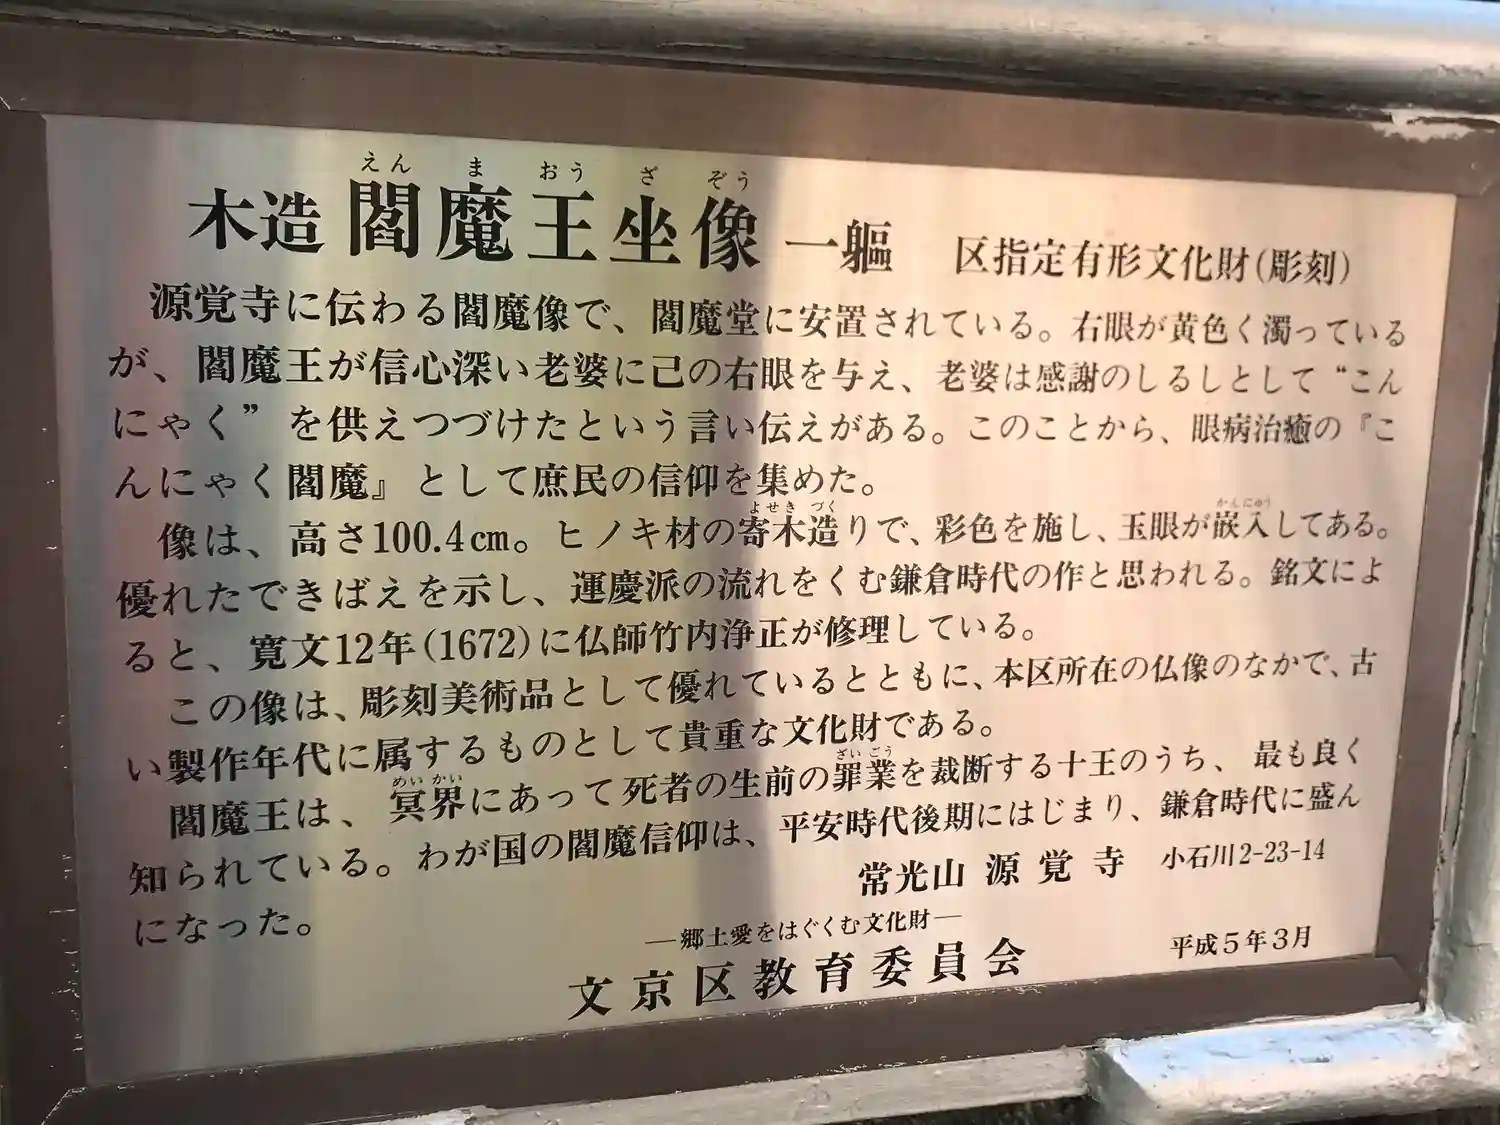 えん ま おう ざ ぞう
木造 閻魔王坐像 一軀 区指定有形文化財(彫刻)
源覚寺に伝わる閻魔像で、閻魔堂に安置されている。右眼が黄色く濁っている
が、閻魔王が信心深い老婆に己の右眼を与え、老婆は感謝のしるしとして“こん
にゃく”を供えつづけたという言い伝えがある。このことから、眼病治癒の『こ
んにゃく閻魔』として庶民の信仰を集めた。
よせき づく かんにゅう
像は、高さ100.4cm。ヒノキ材の寄木造りで、彩色を施し、玉眼が嵌入してある。
優れたできばえを示し、運慶派の流れをくむ鎌倉時代の作と思われる。銘文によ
ると、寛文12年(1672)に仏師竹内浄正が修理している。
この像は、彫刻美術品として優れているとともに、本区所在の仏像のなかで、古
い製作年代に属するものとして貴重な文化財である。
めい かい ざい ごう
閻魔王は、冥界にあって死者の生前の罪業を裁断する十王のうち、最も良く
知られている。わが国の閻魔信仰は、平安時代後期にはじまり、鎌倉時代に盛ん
になった。
常光山 源覚寺 小石川2-23-14
―郷土愛をはぐくむ文化財―
文京区教育委員会 平成5年3月